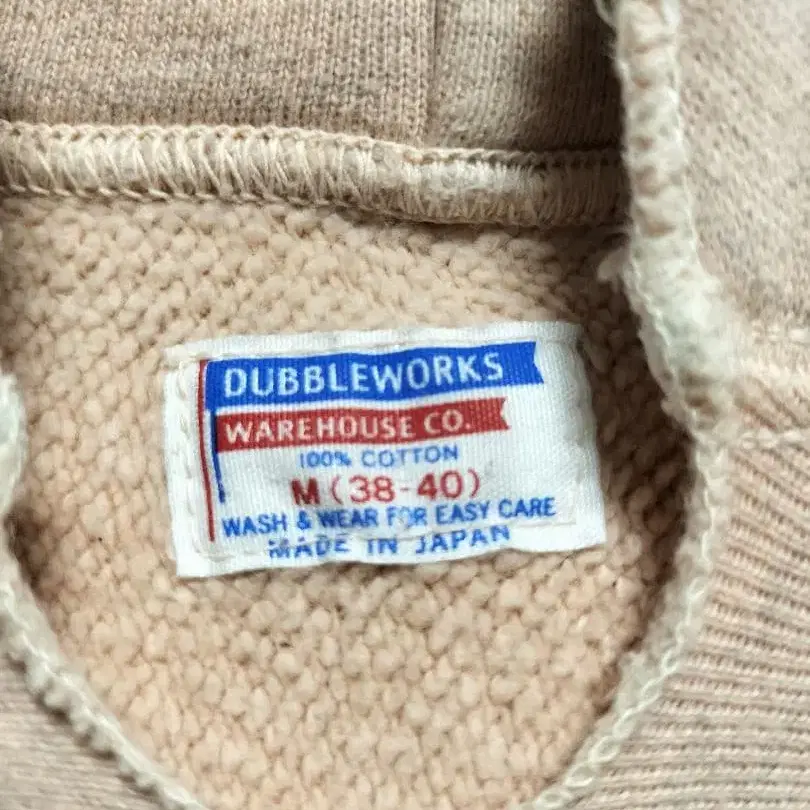 DUBBLEWORKS
WAREHOUSE CO.
100% COTTON
M (38-40)
WASH & WEAR FOR EASY CARE
MADE IN JAPAN